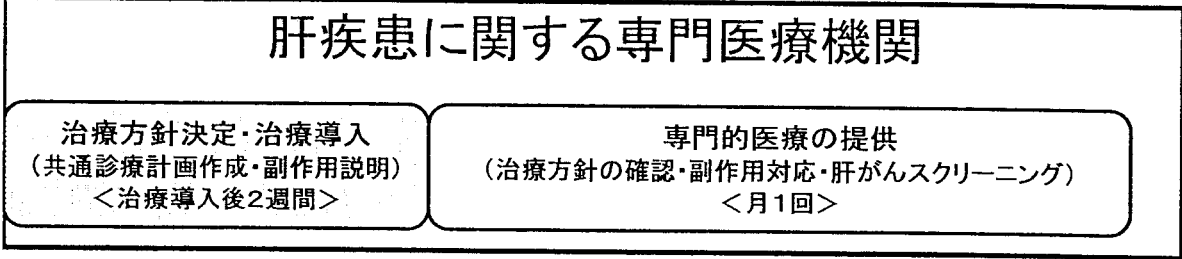 肝疾患に関する専門医療機関
治療方針決定・治療導入
（共通診療計画作成・副作用説明）
＜治療導入後2週間＞
専門的医療の提供
（治療方針の確認・副作用対応・肝がんスクリーニング）
＜月1回＞